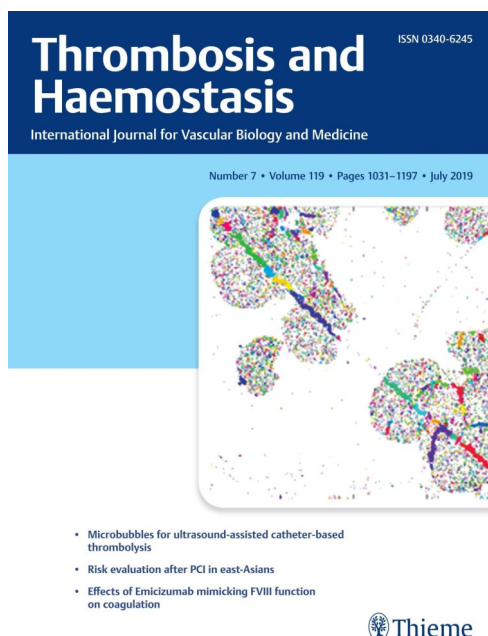 ISSN 0340-6245
Thrombosis and
Haemostasis
International Journal for Vascular Biology and Medicine
Number 7 • Volume 119 • Pages 1031–1197 • July 2019
• Microbubbles for ultrasound-assisted catheter-based
thrombolysis
• Risk evaluation after PCI in east-Asians
• Effects of Emicizumab mimicking FVIII function
on coagulation
Thieme